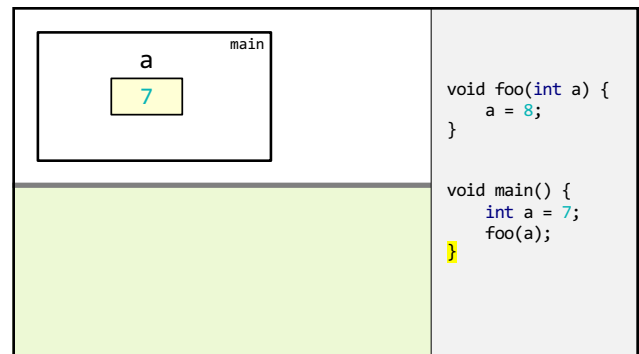 main
a
7
void foo(int a) {
    a = 8;
}
void main() {
    int a = 7;
    foo(a);
}